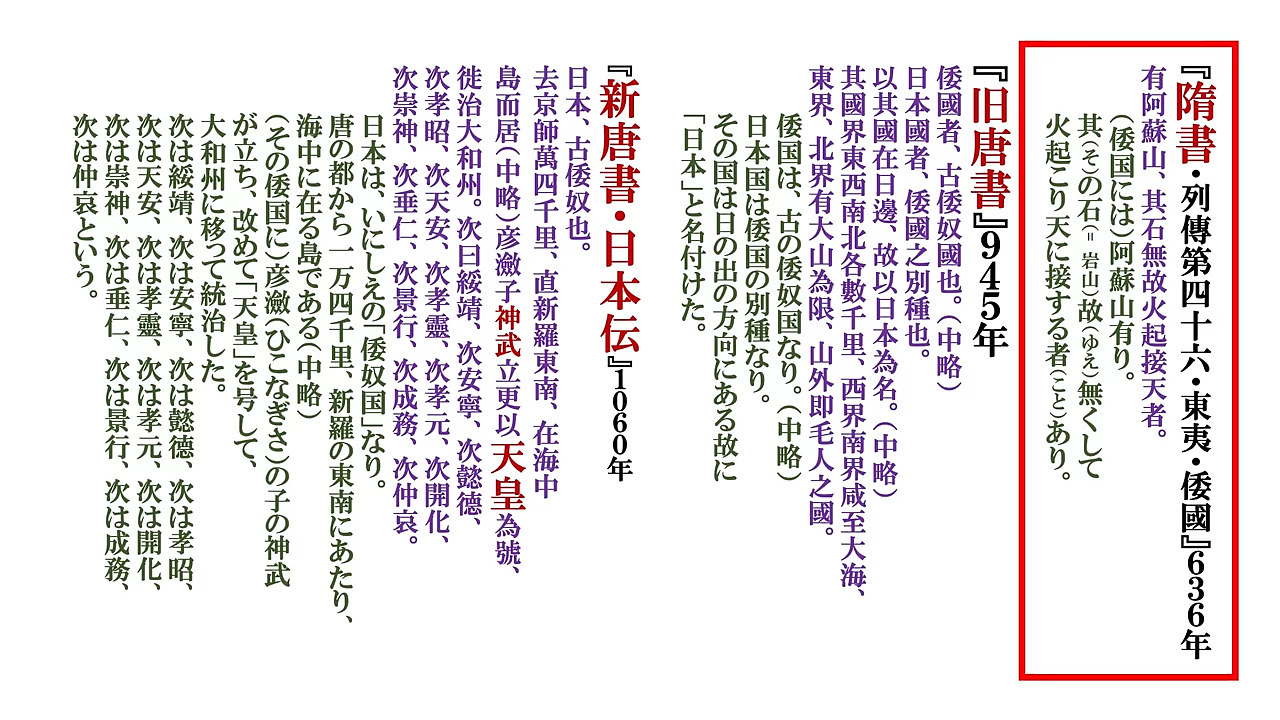 『隋書・列傳第四十六・東夷・倭國』636年
有阿蘇山、其石無故火起接天者。
(倭国には)阿蘇山有り。
其(そ)の石(=岩山)故(ゆえ)無くして
火起こり天に接する者(こと)あり。
『旧唐書』945年
倭國者、古倭奴國也。(中略)
日本國者、倭國之別種也。
以其國在日邊、故以日本為名。(中略)
其國界東西南北各數千里、西界南界咸至大海、
東界、北界有大山為限、山外即毛人之國。
倭国は、古の倭奴国なり。(中略)
日本国は倭国の別種なり。
その国は日の出の方向にある故に
「日本」と名付けた。
『新唐書・日本伝』1060年
日本、古倭奴也。
去京師萬四千里、直新羅東南、在海中
島而居(中略)彦瀲子神武立更以天皇為號、
徙治大和州。次曰綏靖、次安寧、次懿德、
次孝昭、次天安、次孝靈、次孝元、次開化、
次崇神、次垂仁、次景行、次成務、次仲哀。
日本は、いにしえの「倭奴国」なり。
唐の都から一万四千里、新羅の東南にあたり、
海中に在る島である(中略)
(その倭国に)彦瀲(ひこなぎさ)の子の神武
が立ち、改めて「天皇」を号して、
大和州に移って統治した。
次は綏靖、次は安寧、次は懿德、次は孝昭、
次は天安、次は孝靈、次は孝元、次は開化、
次は崇神、次は垂仁、次は景行、次は成務、
次は仲哀という。